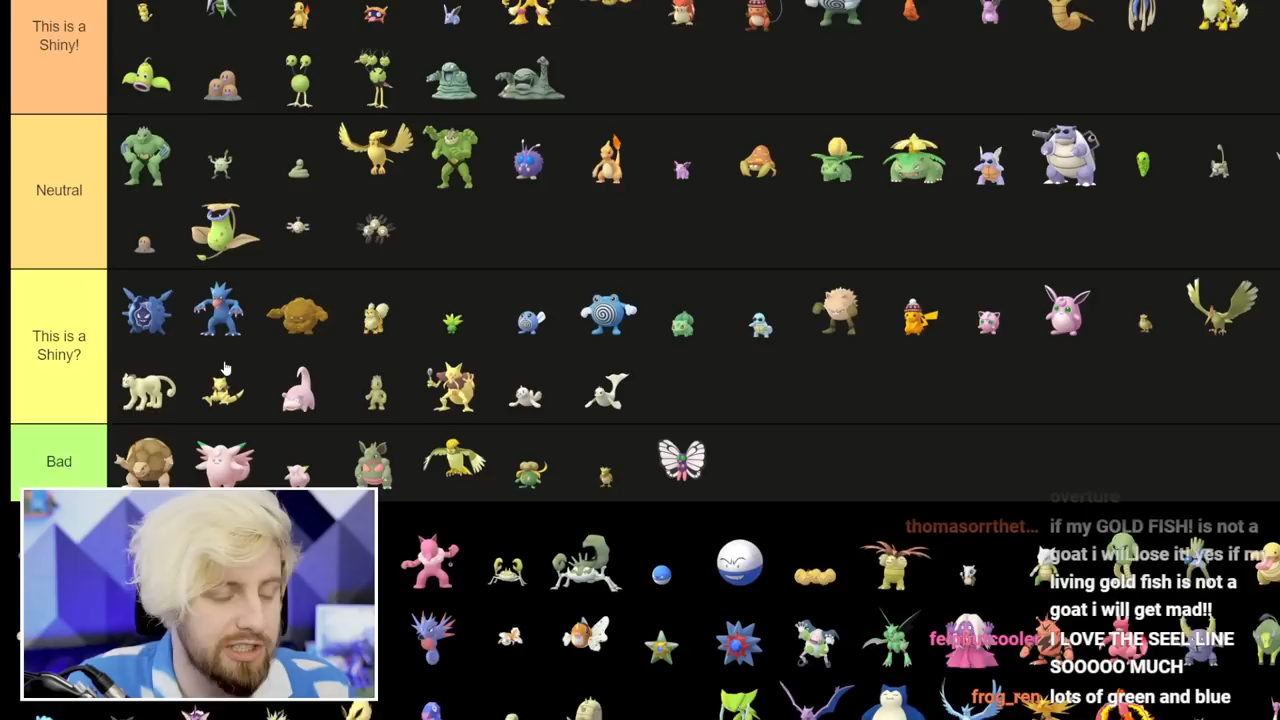 This is a
Shiny!
Neutral
This is a
Shiny?
Bad
overture
thomasorrthet... if my GOLD FISH! is not a
goat i will lose it! yes if my
living gold fish is not a
goat i will get mad!!
I LOVE THE SEEL LINE
SOOOOO MUCH
frog_ren lots of green and blue